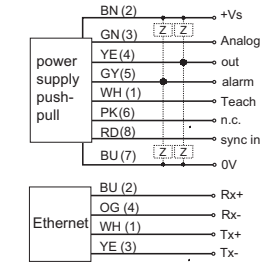 BN (2) +Vs
Z Z
GN (3) Analog
YE(4) out
GY(5) alarm
WH (1) Teach
PK(6) n.c.
RD(8) sync in
Z Z
BU(7) 0V
power
supply
push-
pull
BU (2) Rx+
OG (4) Rx-
WH (1) Tx+
YE (3) Tx-
Ethernet